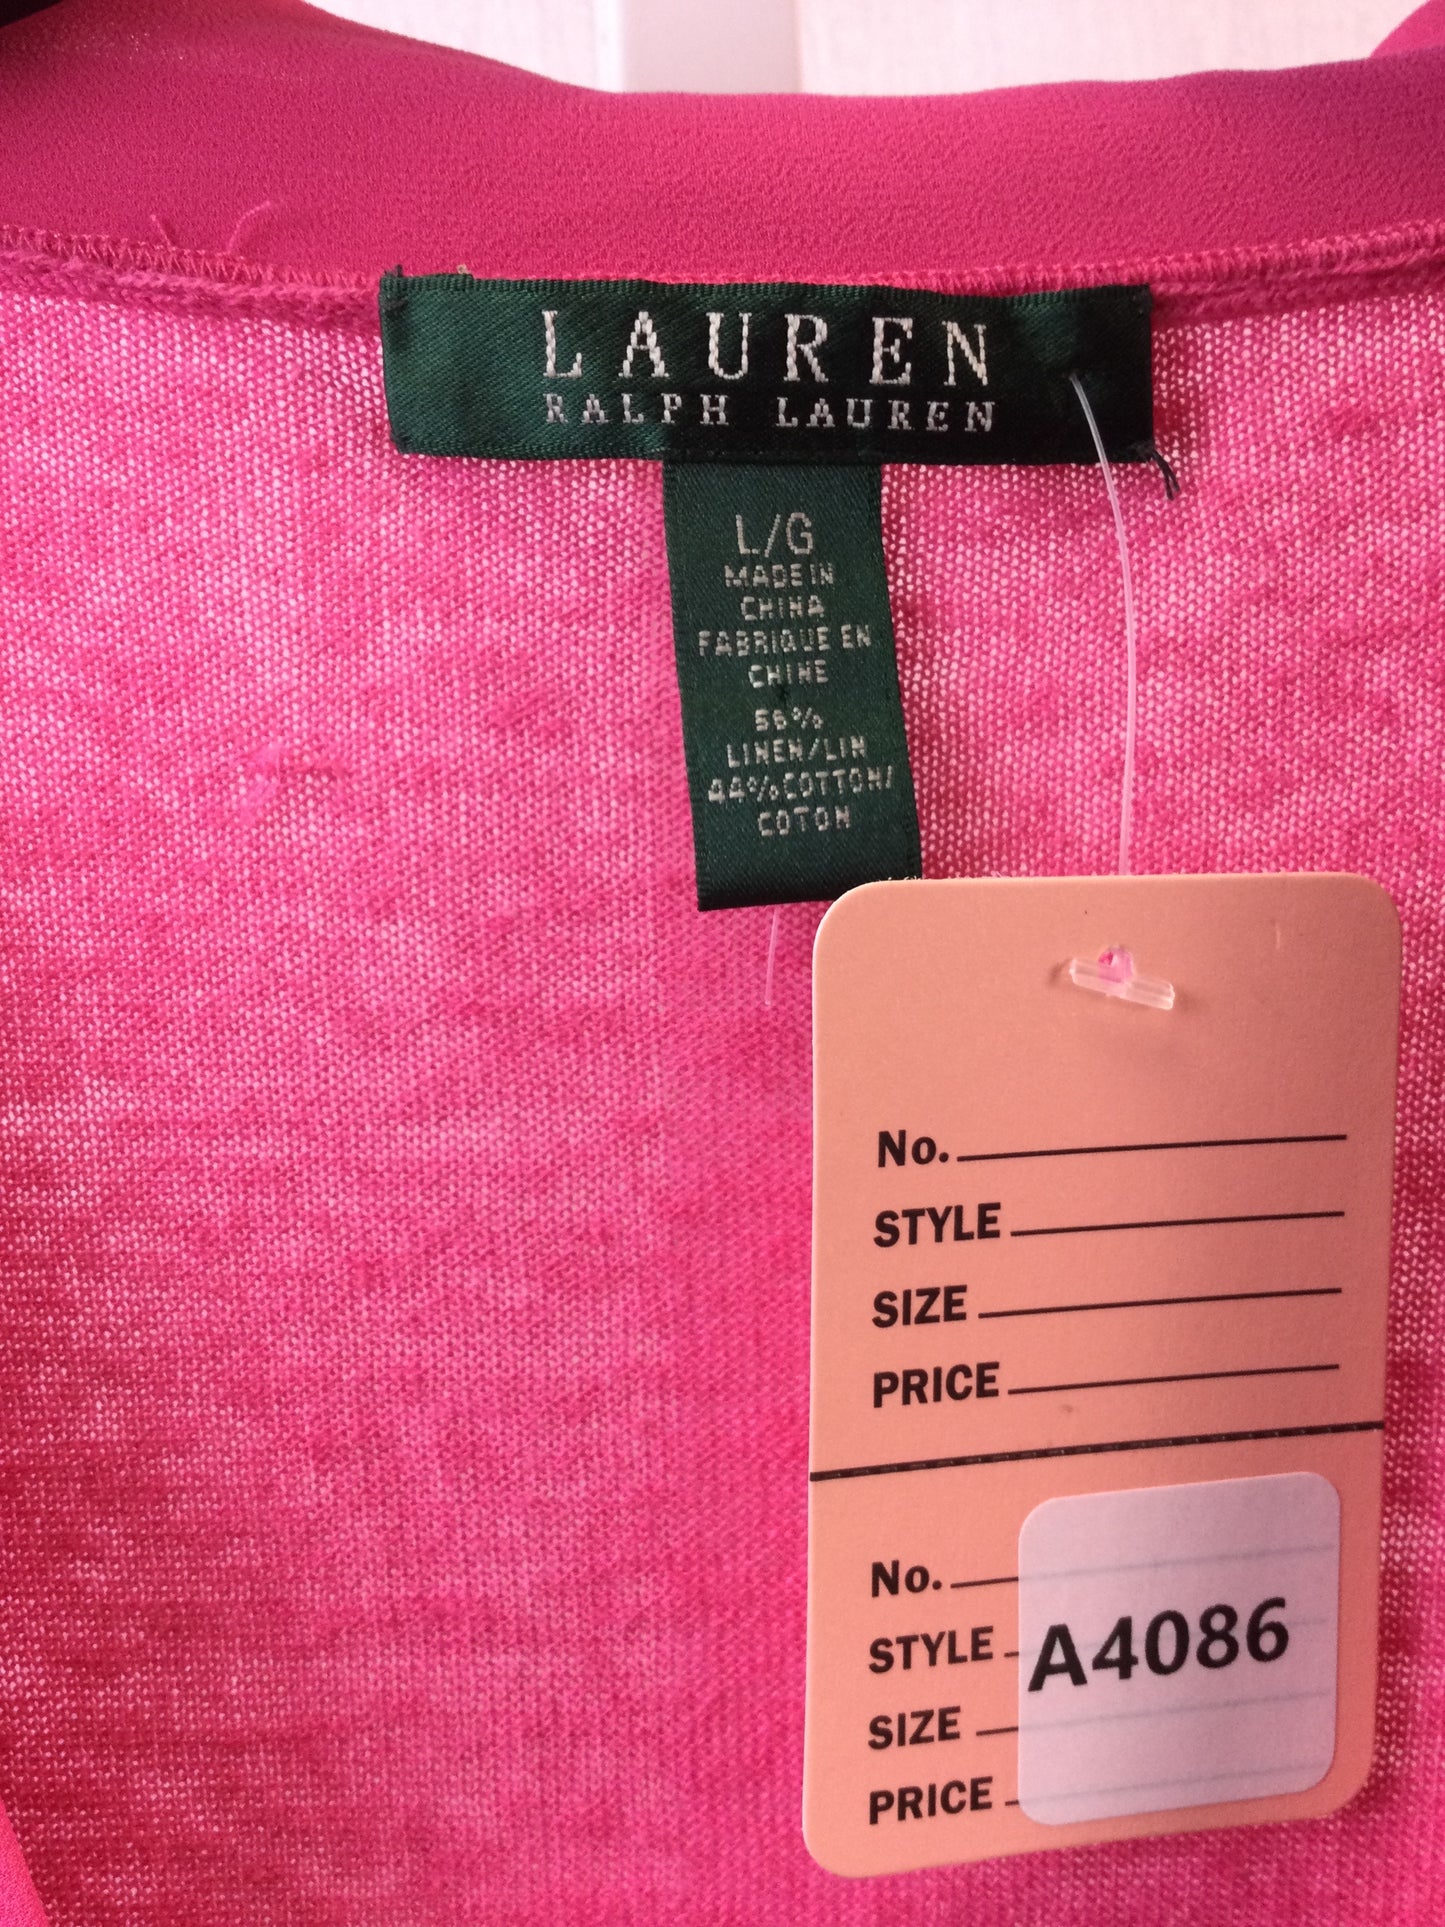 LAUREN
RALPH LAUREN
L/G
MADE IN
CHINA
FABRIQUE EN
CHINE
56%
LINEN/LIN
44%COTTON/
COTON
No.
STYLE
SIZE
PRICE
No.
STYLE
A4086
SIZE
PRICE